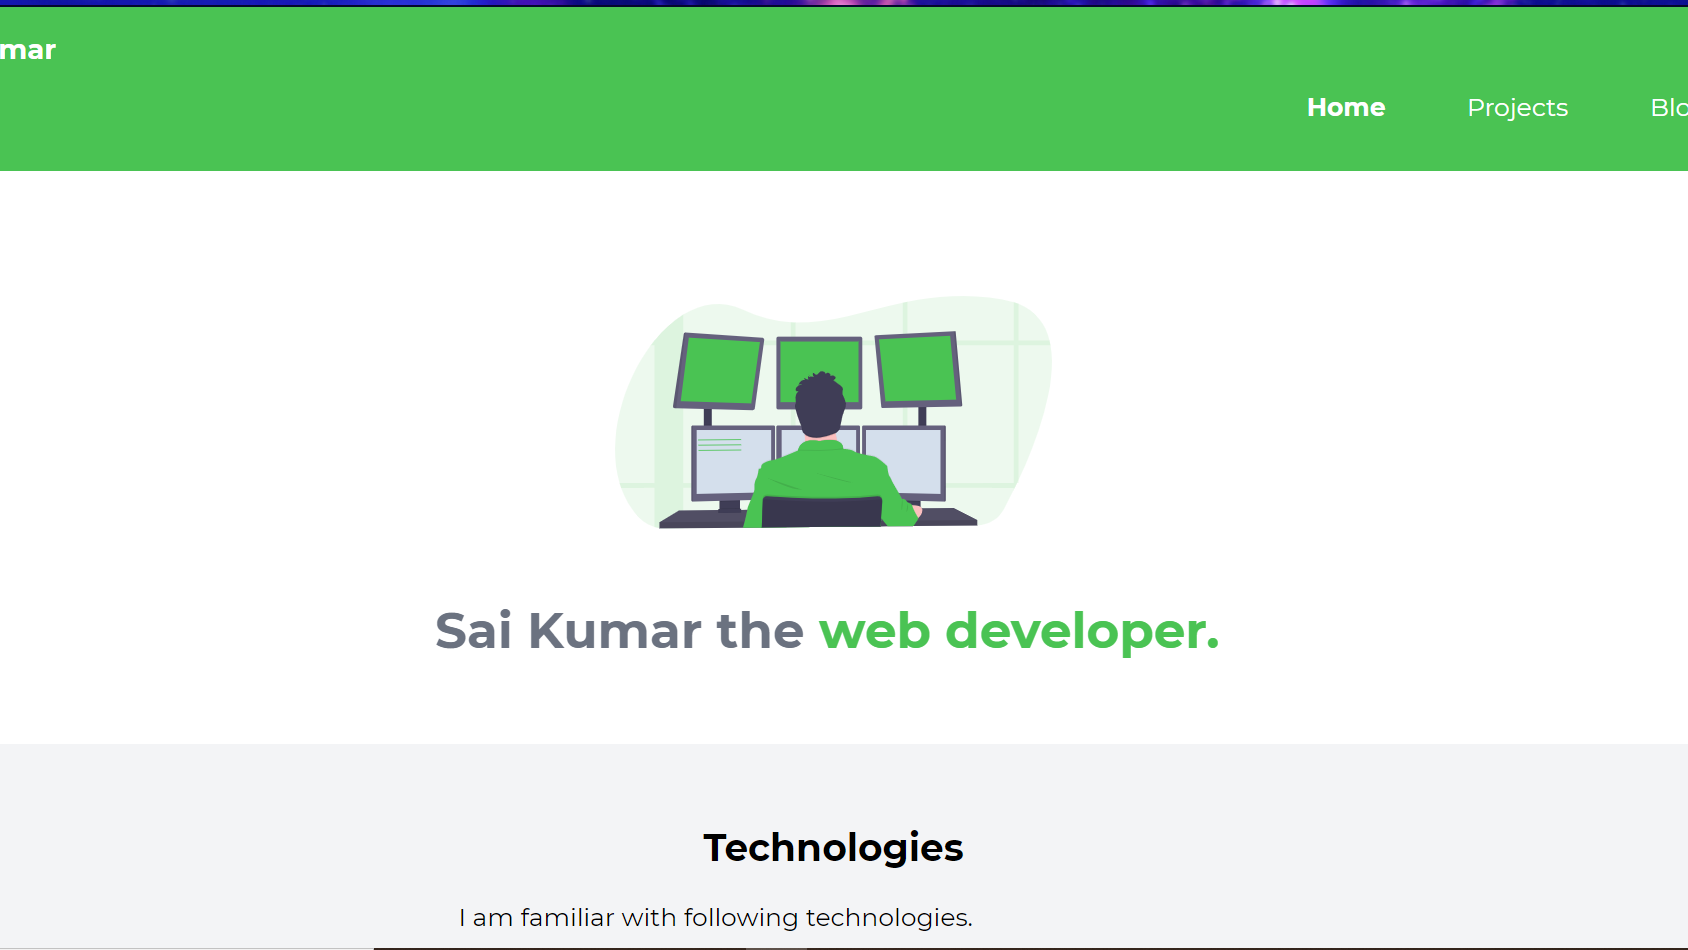 mar
Home Projects Blo
Sai Kumar the web developer.
Technologies
I am familiar with following technologies.